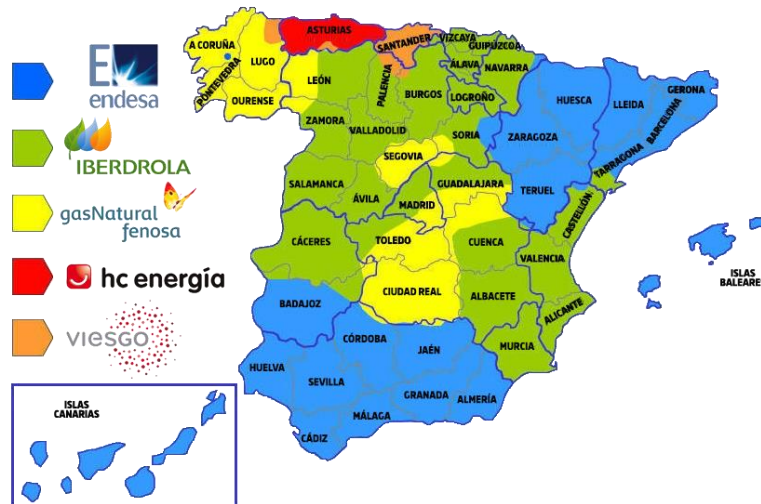 E
endesa
IBERDROLA
gasNatural
fenosa
hc energía
viesgo
A CORUÑA
LUGO
PONTEVEDRA
OURENSE
ASTURIAS
SANTANDER
VIZCAYA
GUIPÚZCOA
ÁLAVA
NAVARRA
LEÓN
PALENCIA
BURGOS
LOGROÑO
HUESCA
LLEIDA
GERONA
BARCELONA
TARRAGONA
ZAMORA
VALLADOLID
SORIA
ZARAGOZA
SEGOVIA
SALAMANCA
ÁVILA
MADRID
GUADALAJARA
TERUEL
CASTELLÓN
CÁCERES
TOLEDO
CUENCA
VALENCIA
ISLAS
BALEARE
BADAJOZ
CIUDAD REAL
ALBACETE
ALICANTE
MURCIA
CÓRDOBA
JAÉN
HUELVA
SEVILLA
GRANADA
ALMERÍA
MÁLAGA
CÁDIZ
ISLAS
CANARIAS